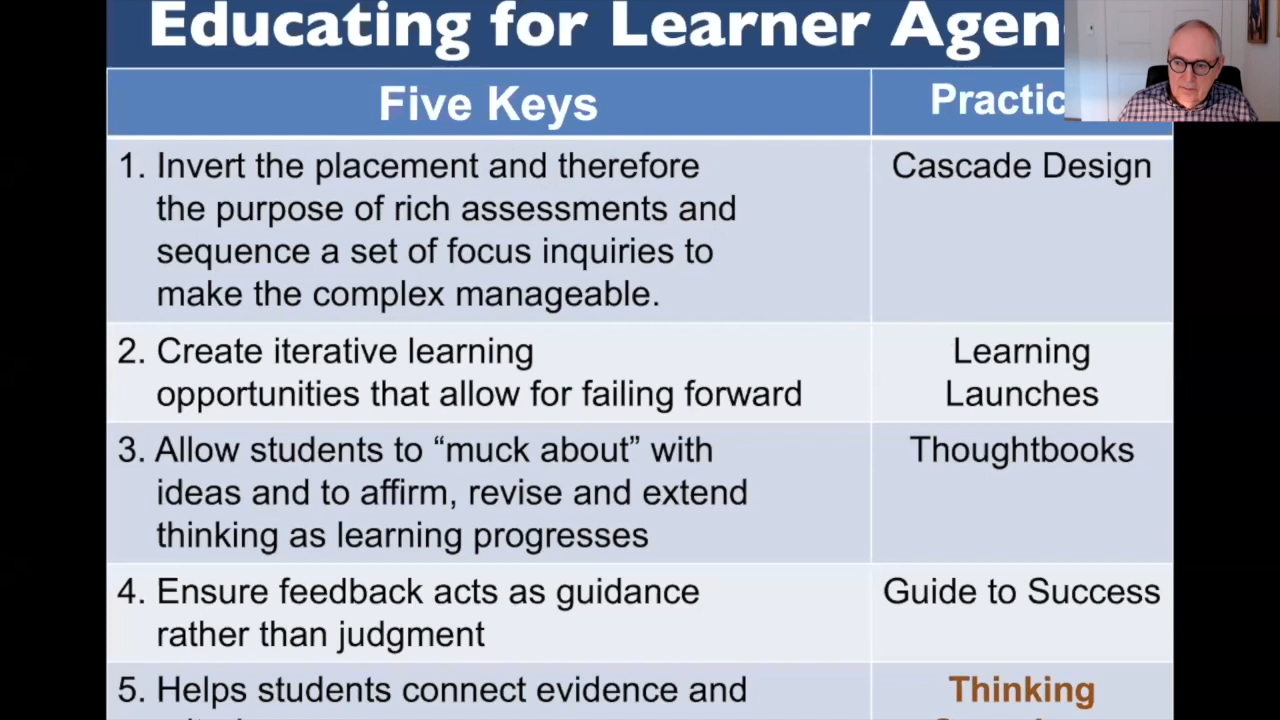 Educating for Learner
Five Keys
1. Invert the placement and therefore
the purpose of rich assessments and
sequence a set of focus inquiries to
make the complex manageable.
Cascade Design
2. Create iterative learning
opportunities that allow for failing forward
Learning
Launches
3. Allow students to “muck about” with
ideas and to affirm, revise and extend
thinking as learning progresses
Thoughtbooks
4. Ensure feedback acts as guidance
rather than judgment
Guide to Success
5. Helps students connect evidence and
Thinking